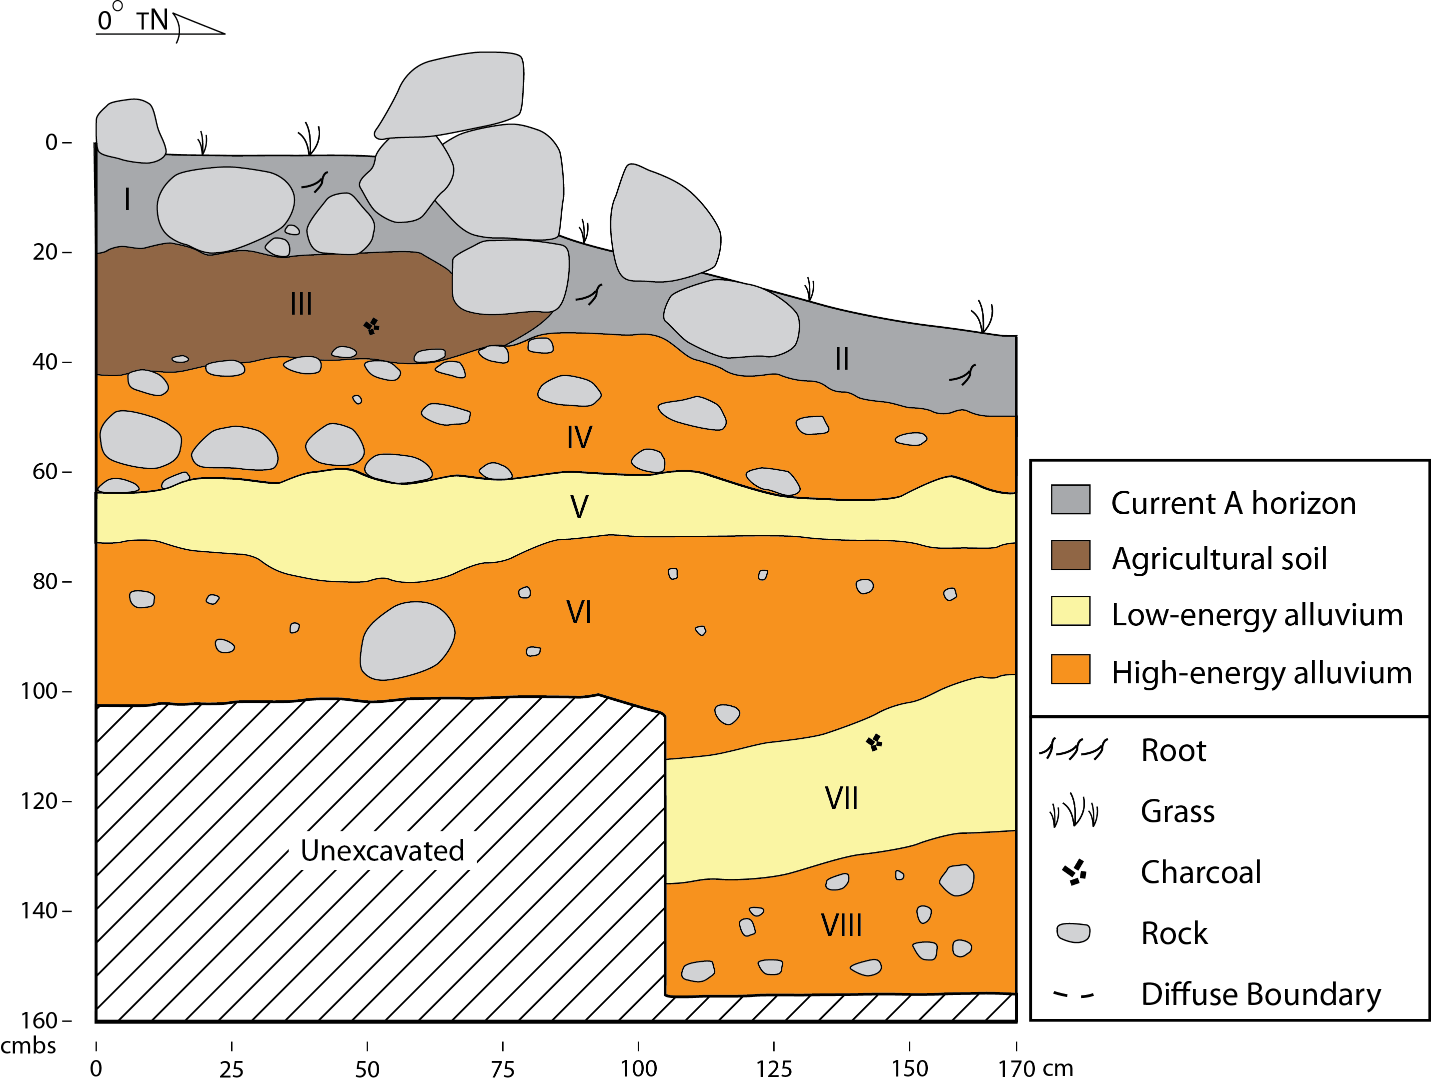 0° TN
0
20
40
60
80
100
120
140
160
cmbs
I
III
II
IV
V
VI
VII
VIII
Unexcavated
0 25 50 75 100 125 150 170 cm
Current A horizon
Agricultural soil
Low-energy alluvium
High-energy alluvium
Root
Grass
Charcoal
Rock
Diffuse Boundary